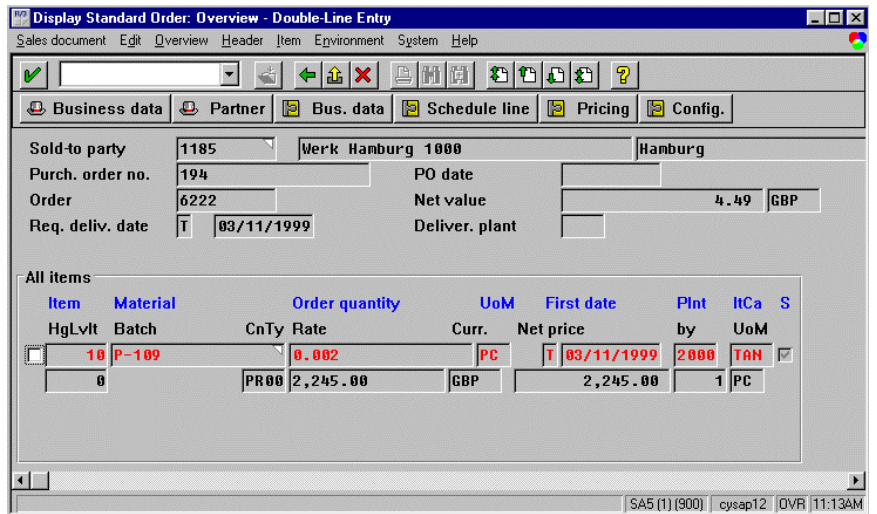 Display Standard Order: Overview - Double-Line Entry
Sales document Edit Overview Header Item Environment System Help
Business data Partner Bus. data Schedule line Pricing Config.
Sold-to party 1185 Werk Hamburg 1000 Hamburg
Purch. order no. 194 PO date
Order 6222 Net value 4.49 GBP
Req. deliv. date T 03/11/1999 Deliver. plant
All items
Item Material Order quantity UoM First date Plnt ItCa S
HgLvIt Batch CnTy Rate Curr. Net price by UoM
10 P-109 0.002 PC T 03/11/1999 2000 TAN
0 PR00 2,245.00 GBP 2,245.00 1 PC
SA5 (1) (900) cysap12 OVR 11:13AM